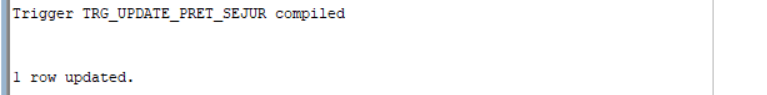 Trigger TRG_UPDATE_PRET_SEJUR compiled
1 row updated.